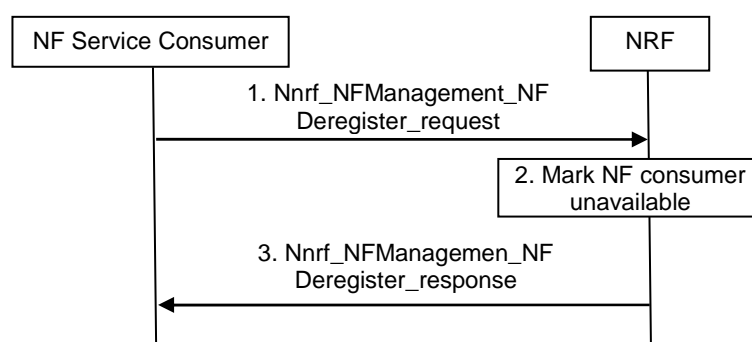 NF Service Consumer
NRF
1. Nnrf_NFManagement_NF
Deregister_request
2. Mark NF consumer
unavailable
3. Nnrf_NFManagemen_NF
Deregister_response